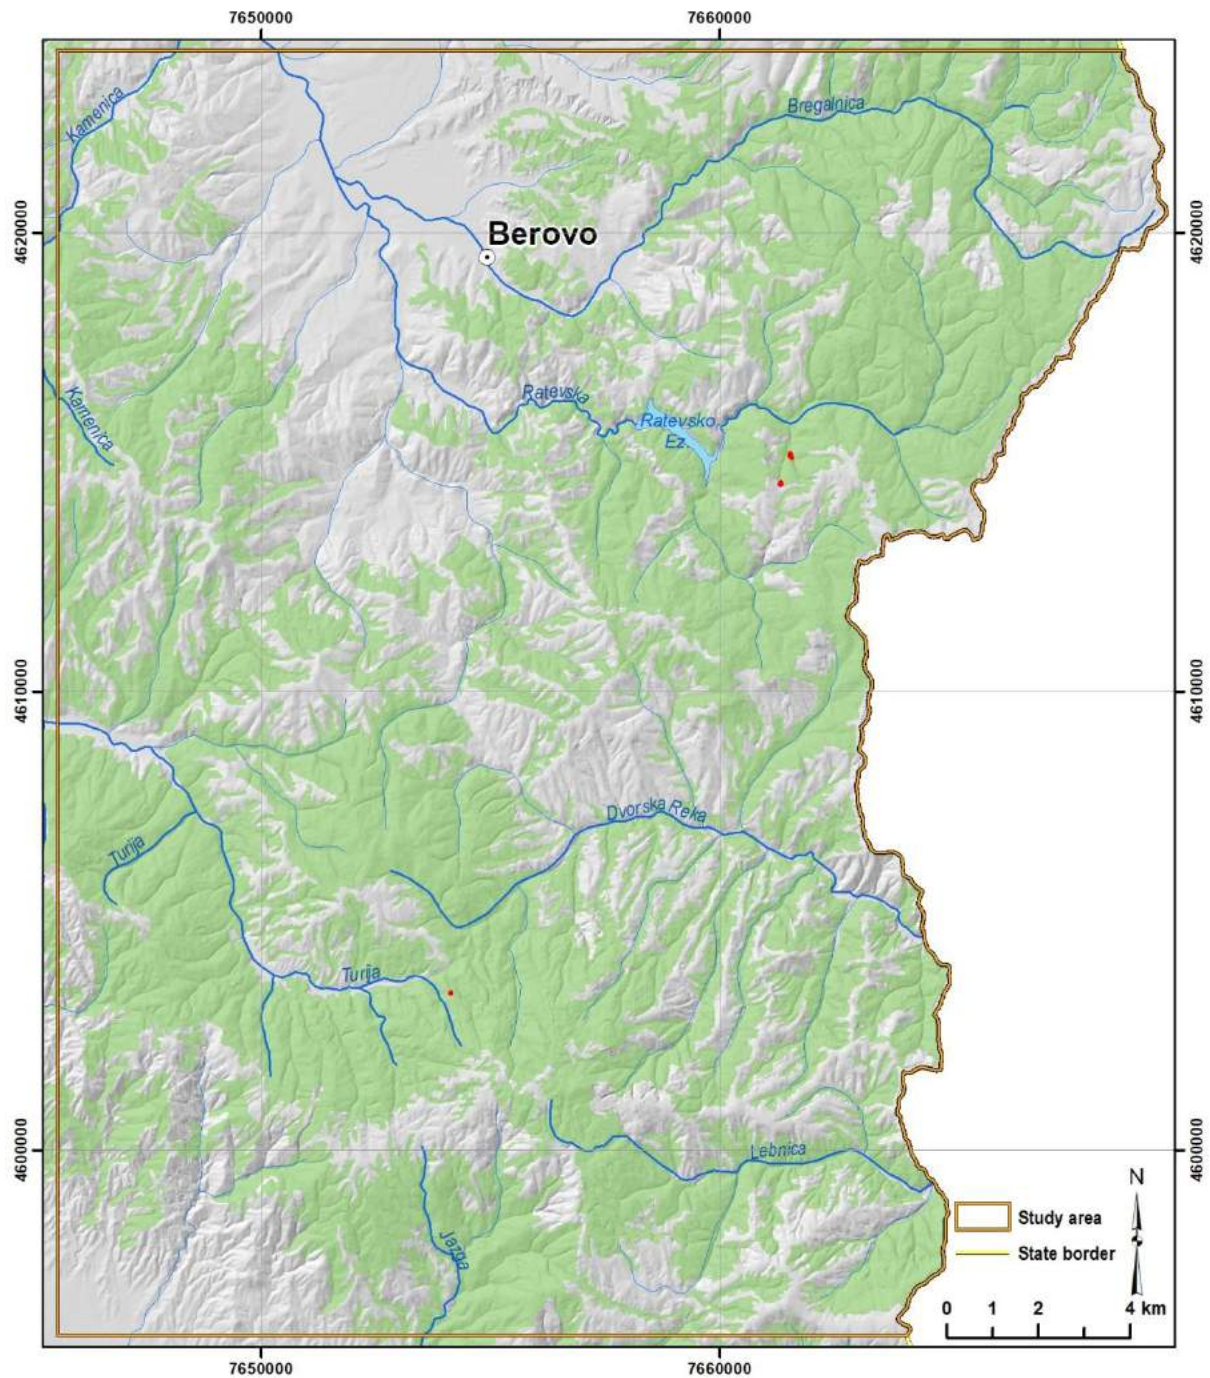 7650000
7660000
Kamenica
Bregalnica
4620000
Berovo
4620000
Kamenica
Ratevska
Ratevsko
Ez.
4610000
4610000
Dvorska Reka
Turija
Turija
4600000
Lebnica
4600000
N
Jazga
Study area
State border
0 1 2 4 km
7650000
7660000